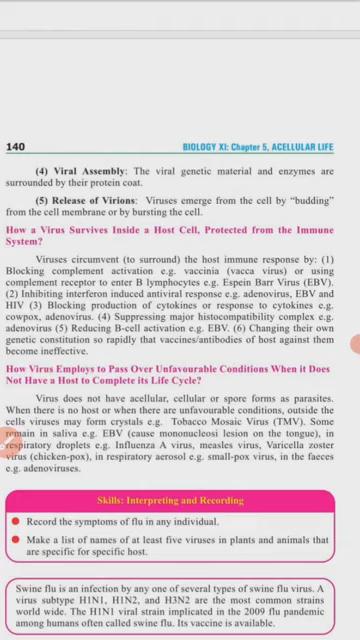 140
BIOLOGY XI: Chapter 5, ACELLULAR LIFE
(4) Viral Assembly: The viral genetic material and enzymes are
surrounded by their protein coat.
(5) Release of Virions: Viruses emerge from the cell by “budding”
from the cell membrane or by bursting the cell.
How a Virus Survives Inside a Host Cell, Protected from the Immune
System?
Viruses circumvent (to surround) the host immune response by: (1)
Blocking complement activation e.g. vaccinia (vacca virus) or using
complement receptor to enter B lymphocytes e.g. Espein Barr Virus (EBV).
(2) Inhibiting interferon induced antiviral response e.g. adenovirus, EBV and
HIV (3) Blocking production of cytokines or response to cytokines e.g.
cowpox, adenovirus. (4) Suppressing major histocompatibility complex e.g.
adenovirus (5) Reducing B-cell activation e.g. EBV. (6) Changing their own
genetic constitution so rapidly that vaccines/antibodies of host against them
become ineffective.
How Virus Employs to Pass Over Unfavourable Conditions When it Does
Not Have a Host to Complete its Life Cycle?
Virus does not have acellular, cellular or spore forms as parasites.
When there is no host or when there are unfavourable conditions, outside the
cells viruses may form crystals e.g. Tobacco Mosaic Virus (TMV). Some
remain in saliva e.g. EBV (cause mononuclosi lesion on the tongue), in
respiratory droplets e.g. Influenza A virus, measles virus, Varicella zoster
virus (chicken-pox), in respiratory aerosol e.g. small-pox virus, in the faeces
e.g. adenoviruses.
Skills: Interpreting and Recording
● Record the symptoms of flu in any individual.
● Make a list of names of at least five viruses in plants and animals that
are specific for specific host.
Swine flu is an infection by any one of several types of swine flu virus. A
virus subtype H1N1, H1N2, and H3N2 are the most common strains
world wide. The H1N1 viral strain implicated in the 2009 flu pandemic
among humans often called swine flu. Its vaccine is available.